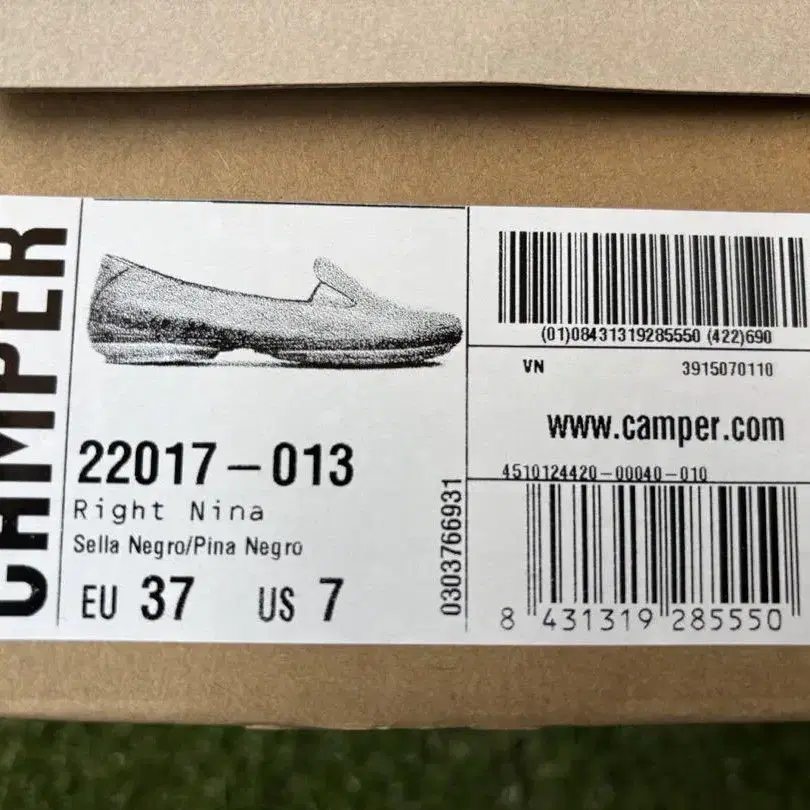 CAMPER
22017-013
Right Nina
Sella Negro/Pina Negro
EU 37 US 7
0303766931
(01)08431319285550 (422)690
VN 3915070110
www.camper.com
4510124420-00040-010
8 431319 285550